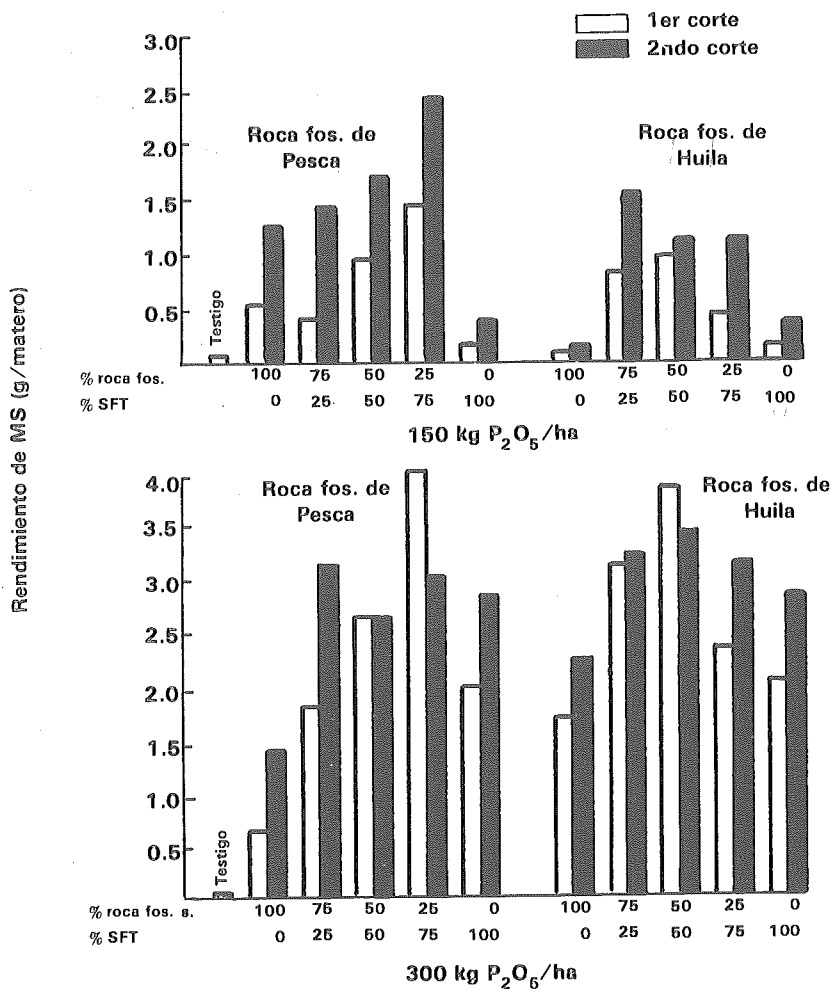 1er corte
2ndo corte
3.0
2.5
2.0
1.5
1.0
0.5
Roca fos. de
Pesca
Roca fos. de
Huila
Testigo
% roca fos. 100 75 50 25 0 100 75 50 25 0
% SFT 0 25 50 75 100 0 25 50 75 100
150 kg P₂O₅/ha
Rendimiento de MS (g/matero)
4.0
3.5
3.0
2.5
2.0
1.5
1.0
0.5
Roca fos. de
Pesca
Roca fos. de
Huila
Testigo
% roca fos. s. 100 75 50 25 0 100 75 50 25 0
% SFT 0 25 50 75 100 0 25 50 75 100
300 kg P₂O₅/ha